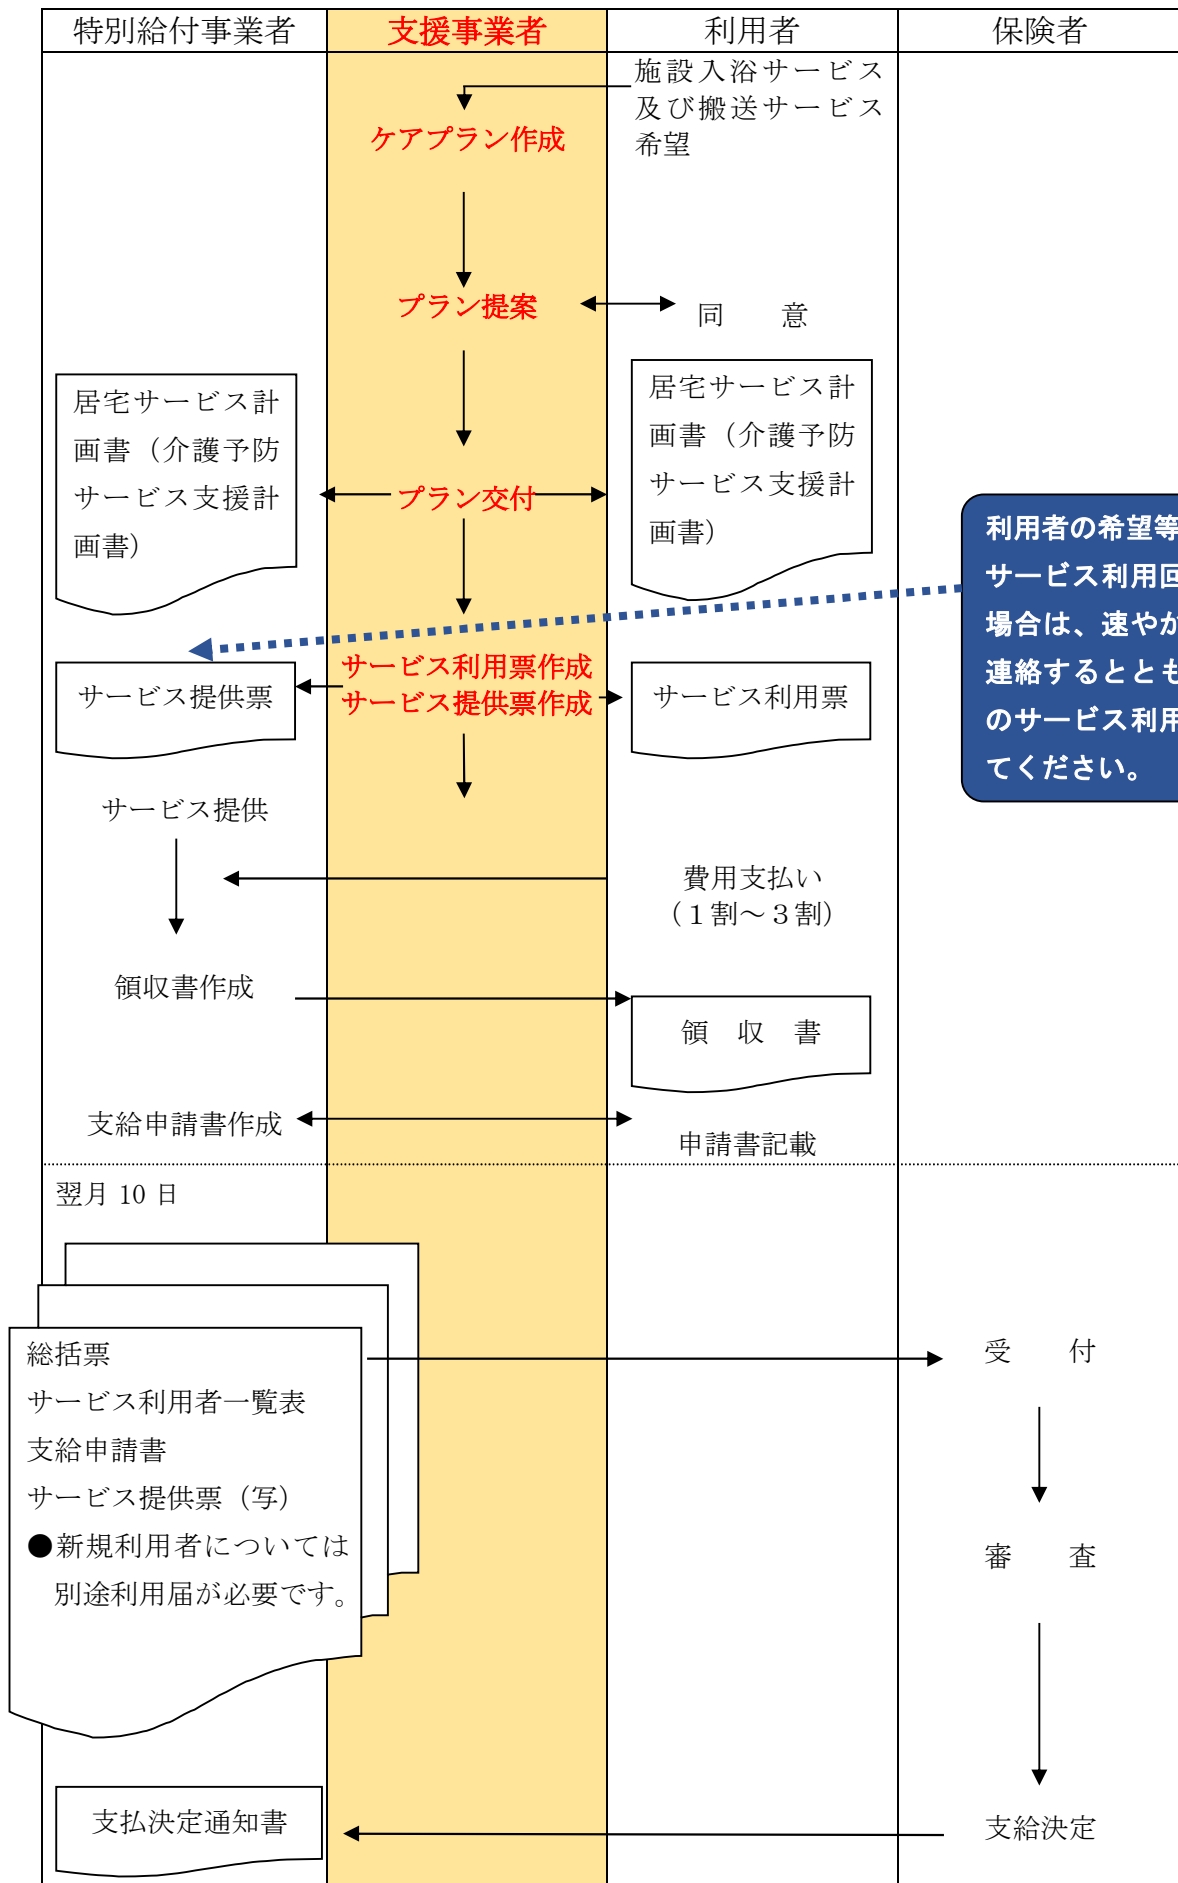 特別給付事業者
支援事業者
利用者
保険者
施設入浴サービス
及び搬送サービス
希望
ケアプラン作成
プラン提案
同 意
居宅サービス計
画書（介護予防
サービス支援計
画書）
居宅サービス計
画書（介護予防
サービス支援計
画書）
プラン交付
利用者の希望等
サービス利用回
場合は、速やか
連絡するととも
のサービス利用
てください。
サービス利用票作成
サービス提供票作成
サービス提供票
サービス利用票
サービス提供
費用支払い
（１割～３割）
領収書作成
領 収 書
支給申請書作成
申請書記載
翌月 10 日
総括票
サービス利用者一覧表
支給申請書
サービス提供票（写）
●新規利用者については
別途利用届が必要です。
受 付
審 査
支払決定通知書
支給決定